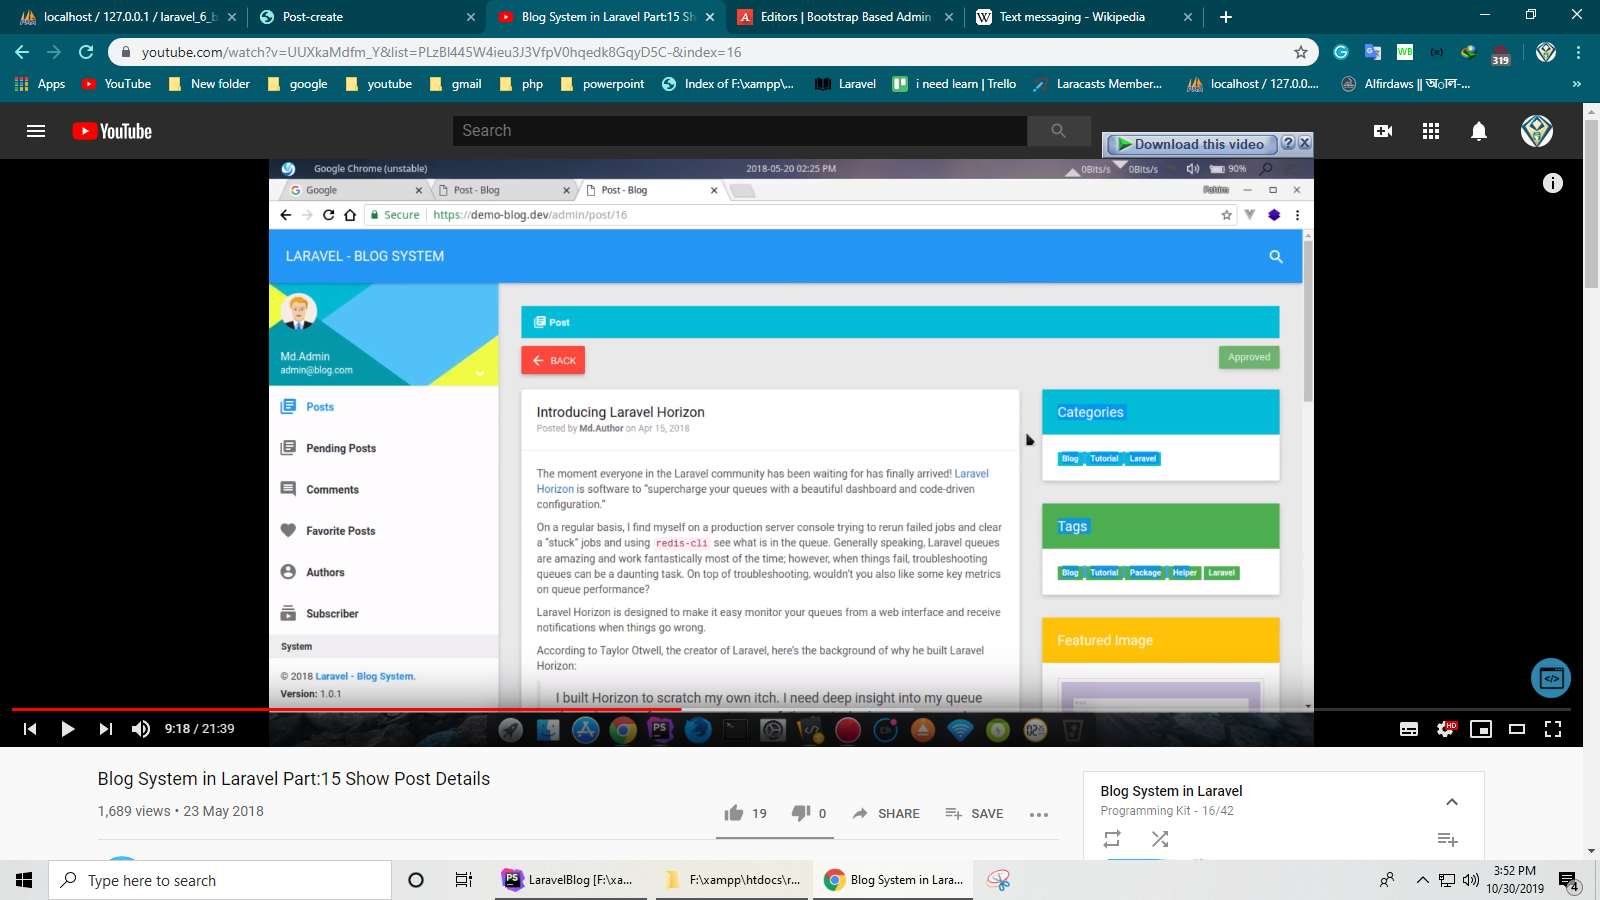 localhost / 127.0.0.1 / laravel_6_b
Post-create
Blog System in Laravel Part:15 Sh
Editors | Bootstrap Based Admin
Text messaging - Wikipedia
youtube.com/watch?v=UUXkaMdfm_Y&list=PLzBl445W4ieu3J3VfpV0hqedk8GqyD5C-&index=16
WB
319
Apps
YouTube
New folder
google
youtube
gmail
php
powerpoint
Index of F:\xampp\...
Laravel
i need learn | Trello
Laracasts Member...
localhost / 127.0.0....
YouTube
Search
Download this video
Google Chrome (unstable)
2018-05-20 02:25 PM
0Bits/s
0Bits/s
90%
Google
Post - Blog
Post - Blog
Fahim
Secure
https://demo-blog.dev/admin/post/16
LARAVEL - BLOG SYSTEM
Md.Admin
admin@blog.com
Posts
Pending Posts
Comments
Favorite Posts
Authors
Subscriber
System
© 2018 Laravel - Blog System.
Version: 1.0.1
Post
BACK
Approved
Introducing Laravel Horizon
Posted by Md.Author on Apr 15, 2018
The moment everyone in the Laravel community has been waiting for has finally arrived! Laravel
Horizon is software to “supercharge your queues with a beautiful dashboard and code-driven
configuration.”
On a regular basis, I find myself on a production server console trying to rerun failed jobs and clear
a “stuck” jobs and using redis-cli see what is in the queue. Generally speaking, Laravel queues
are amazing and work fantastically most of the time; however, when things fail, troubleshooting
queues can be a daunting task. On top of troubleshooting, wouldn’t you also like some key metrics
on queue performance?
Laravel Horizon is designed to make it easy monitor your queues from a web interface and receive
notifications when things go wrong.
According to Taylor Otwell, the creator of Laravel, here’s the background of why he built Laravel
Horizon:
I built Horizon to scratch my own itch. I need deep insight into my queue
Categories
Blog Tutorial Laravel
Tags
Blog Tutorial Package Helper Laravel
Featured Image
9:18 / 21:39
HD
Blog System in Laravel Part:15 Show Post Details
1,689 views • 23 May 2018
19
0
SHARE
SAVE
Blog System in Laravel
Programming Kit - 16/42
Type here to search
LaravelBlog [F:\xa...
F:\xampp\htdocs\r...
Blog System in Lara...
3:52 PM
10/30/2019
4